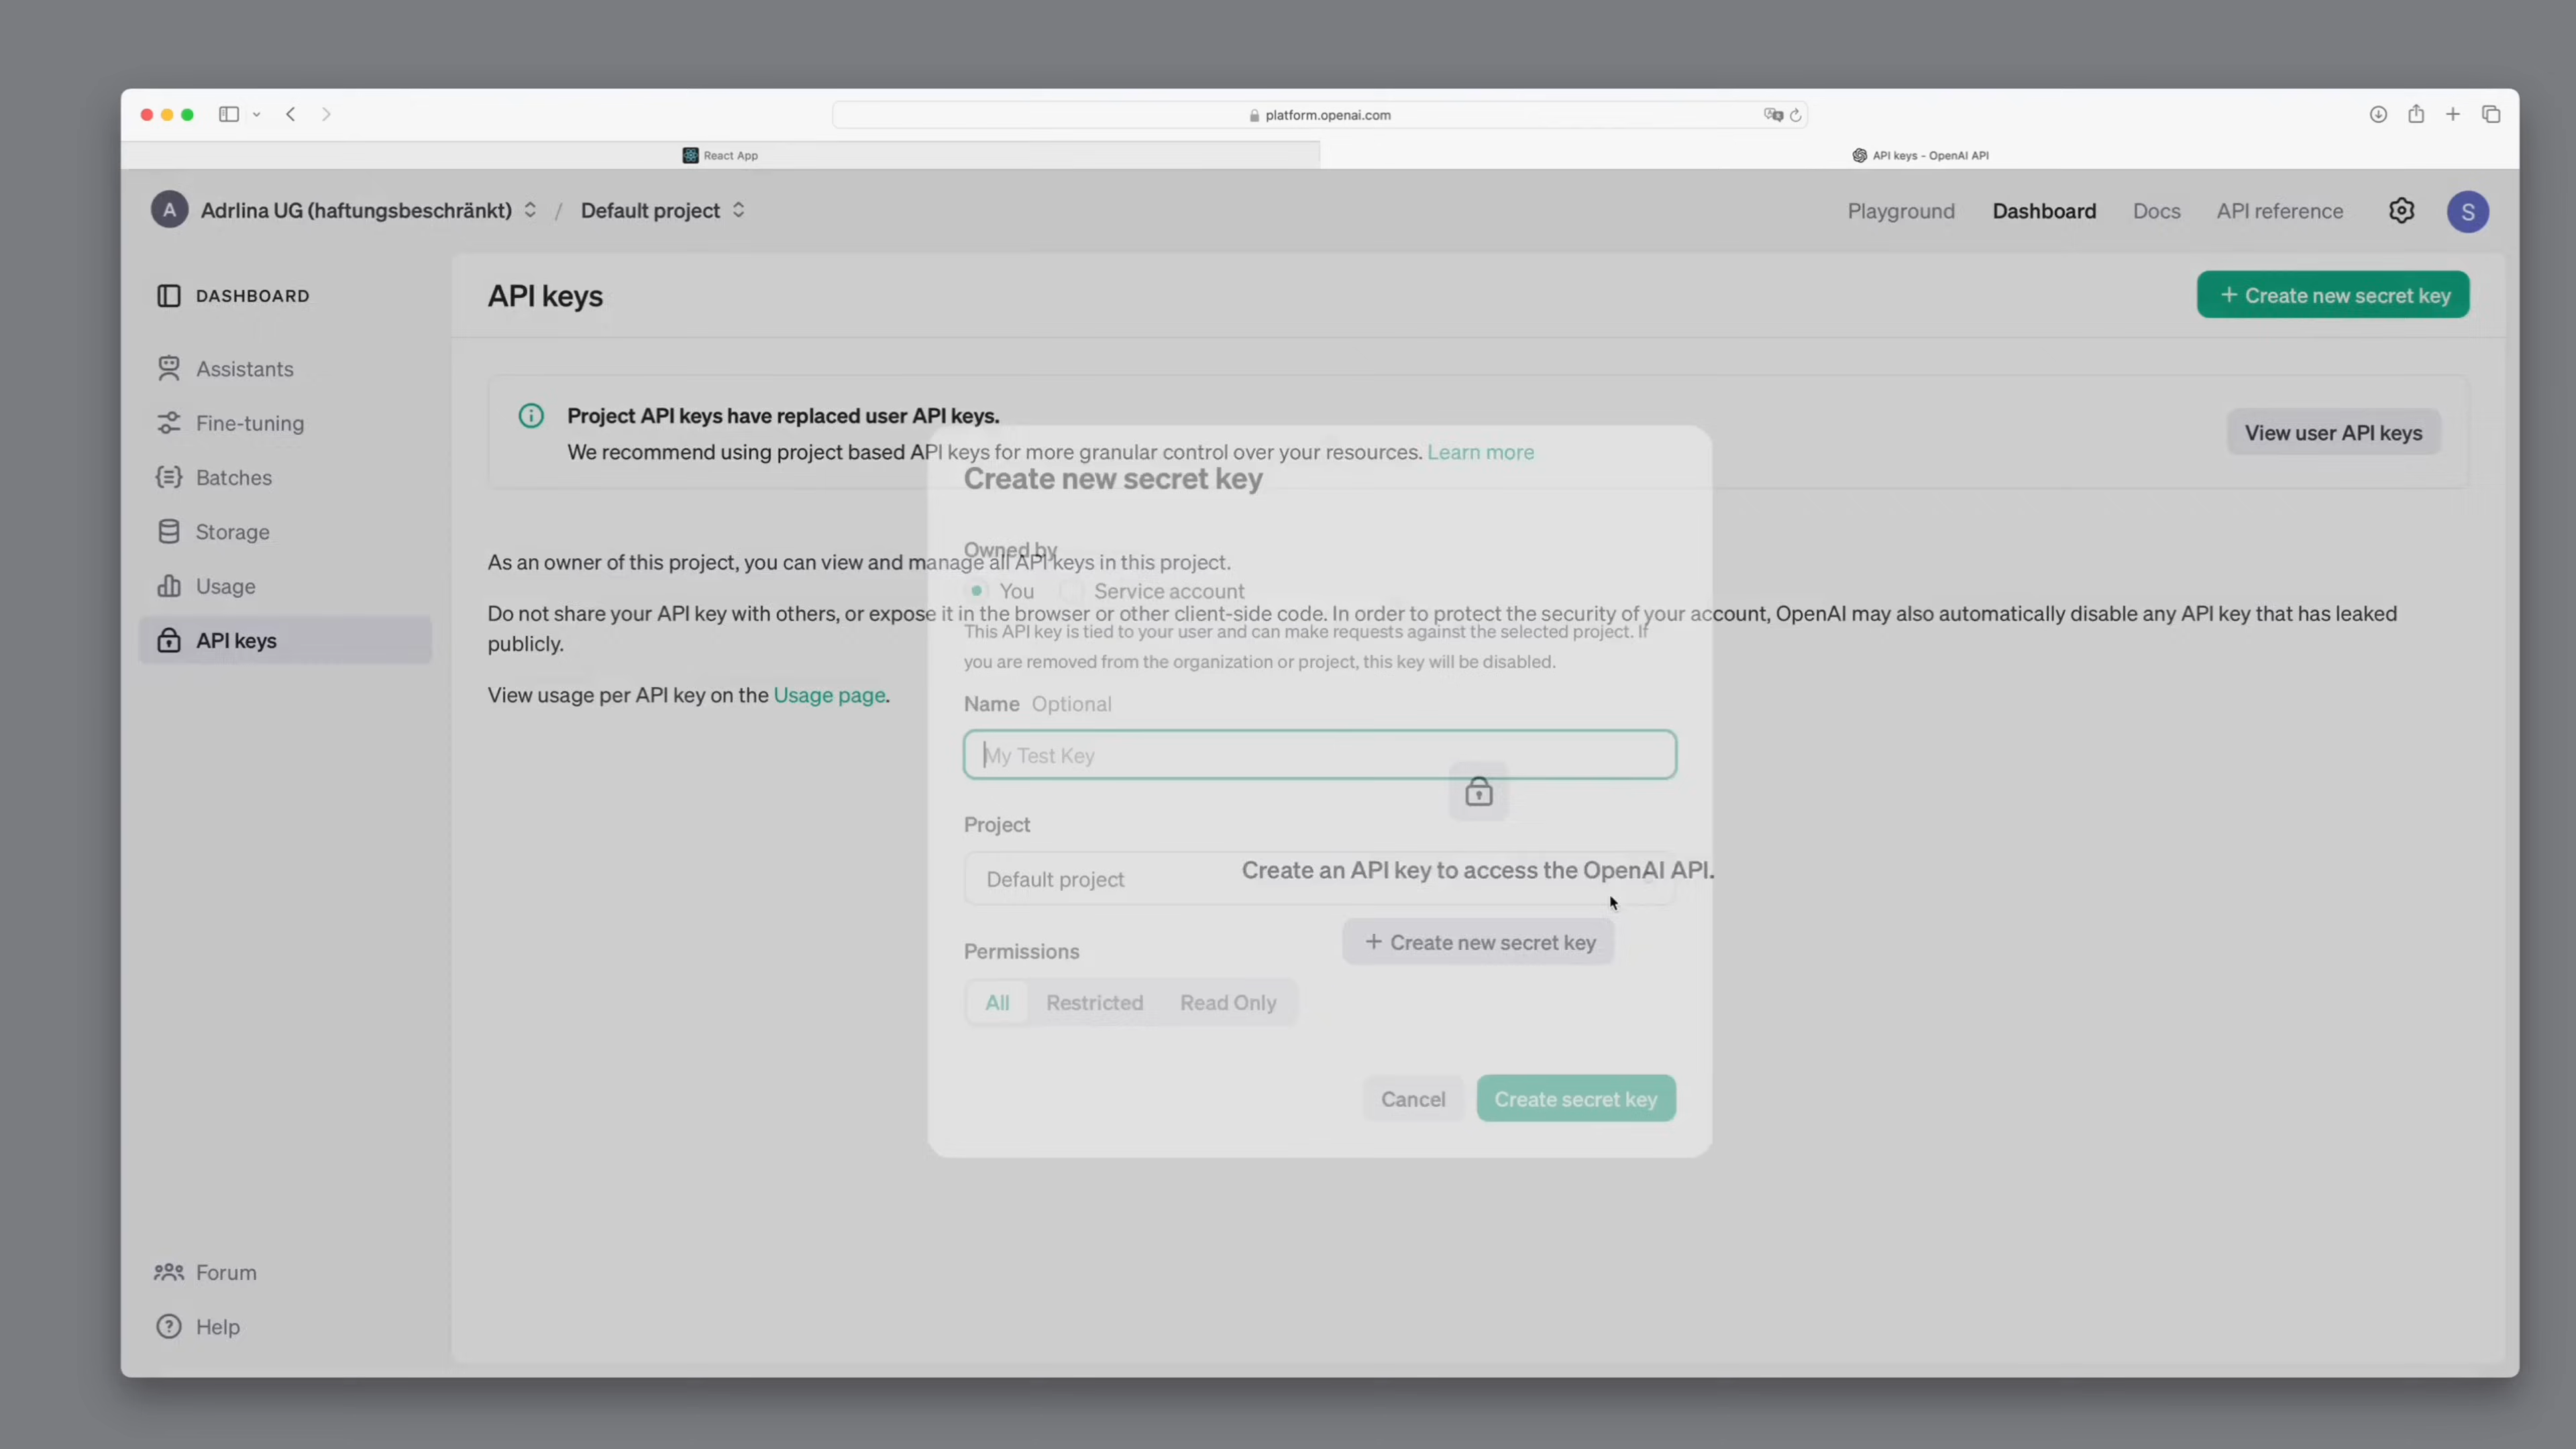 platform.openai.com
React App
API keys - OpenAI API
A Adrlina UG (haftungsbeschränkt) / Default project
Playground Dashboard Docs API reference S
DASHBOARD
Assistants
Fine-tuning
Batches
Storage
Usage
API keys
Forum
Help
API keys
+ Create new secret key
Project API keys have replaced user API keys.
We recommend using project based API keys for more granular control over your resources. Learn more
View user API keys
As an owner of this project, you can view and manage all API keys in this project.
Do not share your API key with others, or expose it in the browser or other client-side code. In order to protect the security of your account, OpenAI may also automatically disable any API key that has leaked
publicly.
View usage per API key on the Usage page.
Create an API key to access the OpenAI API.
+ Create new secret key
Create new secret key
Owned by
You Service account
This API key is tied to your user and can make requests against the selected project. If
you are removed from the organization or project, this key will be disabled.
Name Optional
My Test Key
Project
Default project
Permissions
All Restricted Read Only
Cancel Create secret key